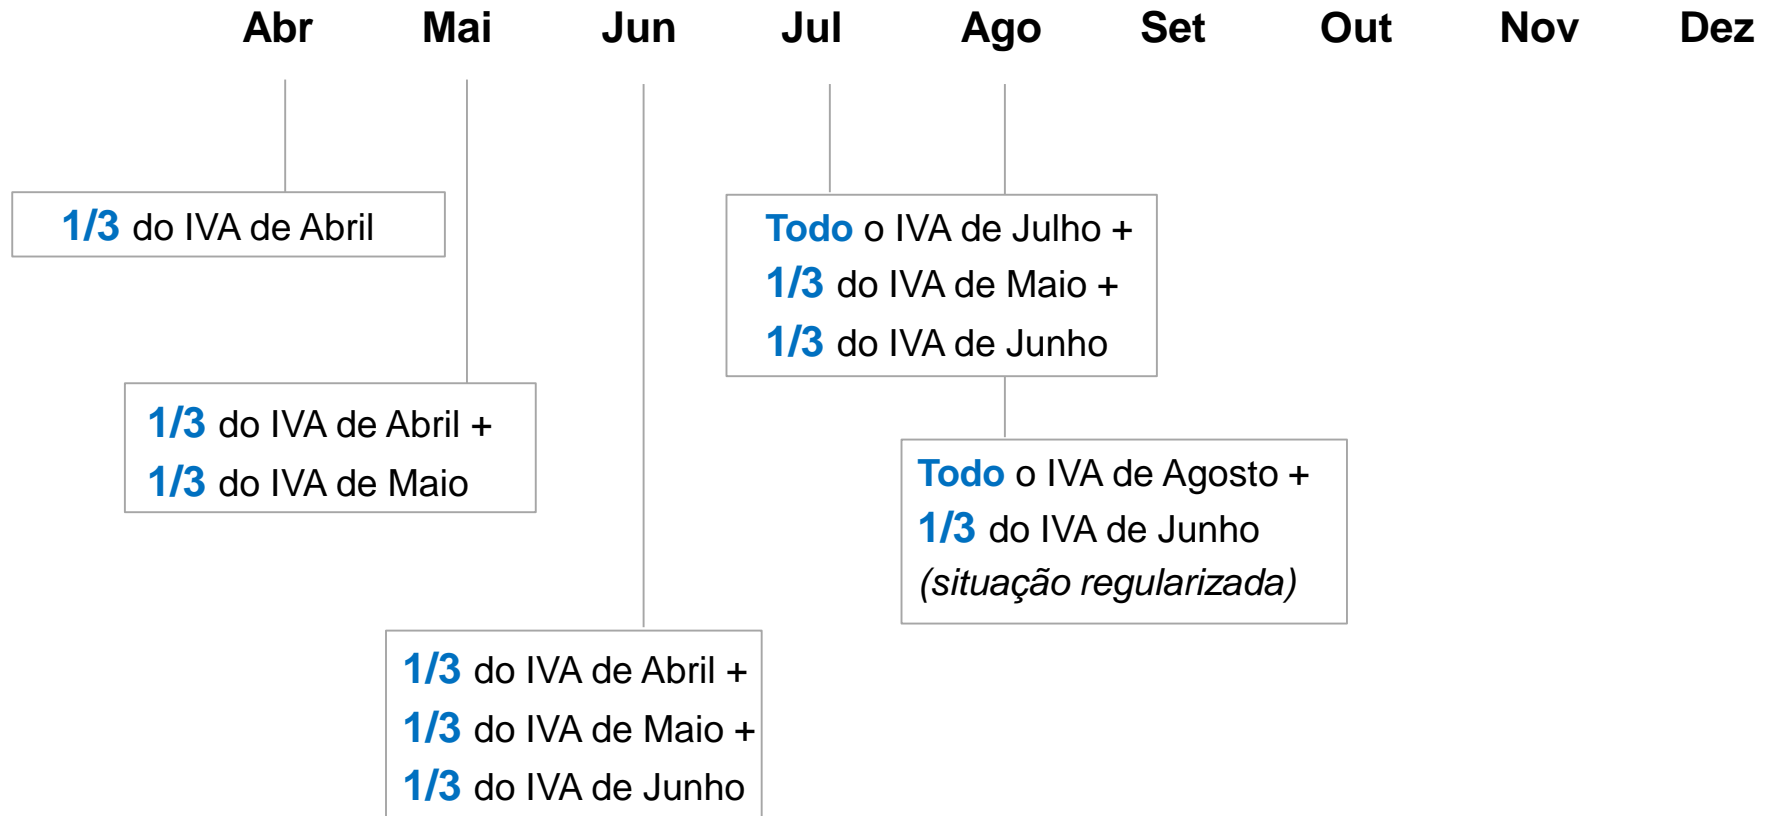 Abr Mai Jun Jul Ago Set Out Nov Dez
1/3 do IVA de Abril
1/3 do IVA de Abril +
1/3 do IVA de Maio
1/3 do IVA de Abril +
1/3 do IVA de Maio +
1/3 do IVA de Junho
Todo o IVA de Julho +
1/3 do IVA de Maio +
1/3 do IVA de Junho
Todo o IVA de Agosto +
1/3 do IVA de Junho
(situação regularizada)